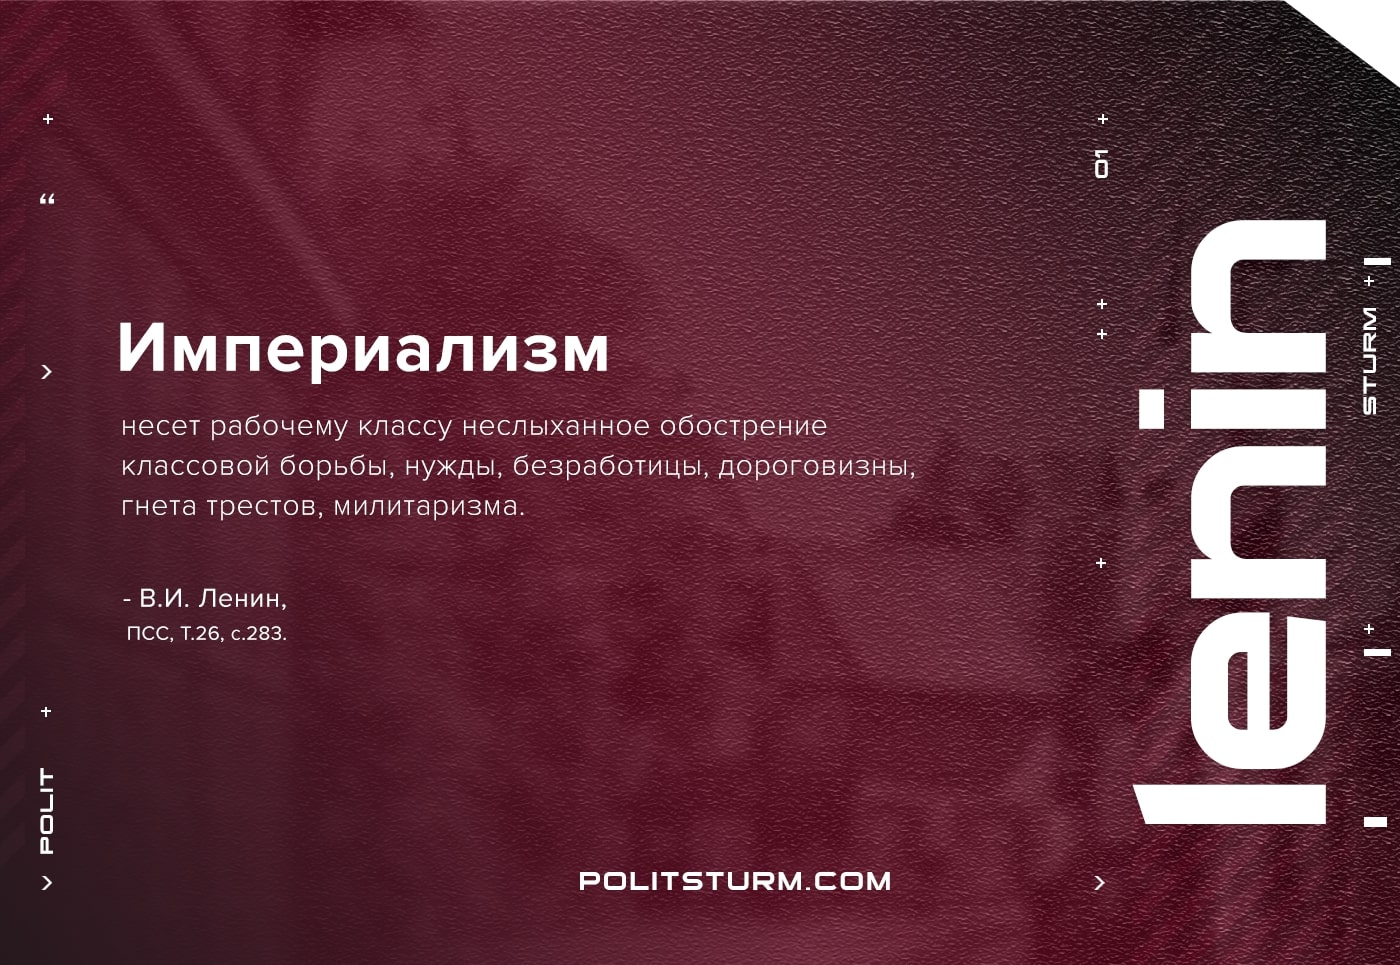 “
Империализм
несет рабочему классу неслыханное обострение
классовой борьбы, нужды, безработицы, дороговизны,
гнета трестов, милитаризма.
- В.И. Ленин,
ПСС, Т.26, с.283.
POLIT
POLITSTURM.COM
01
lenin
STURM